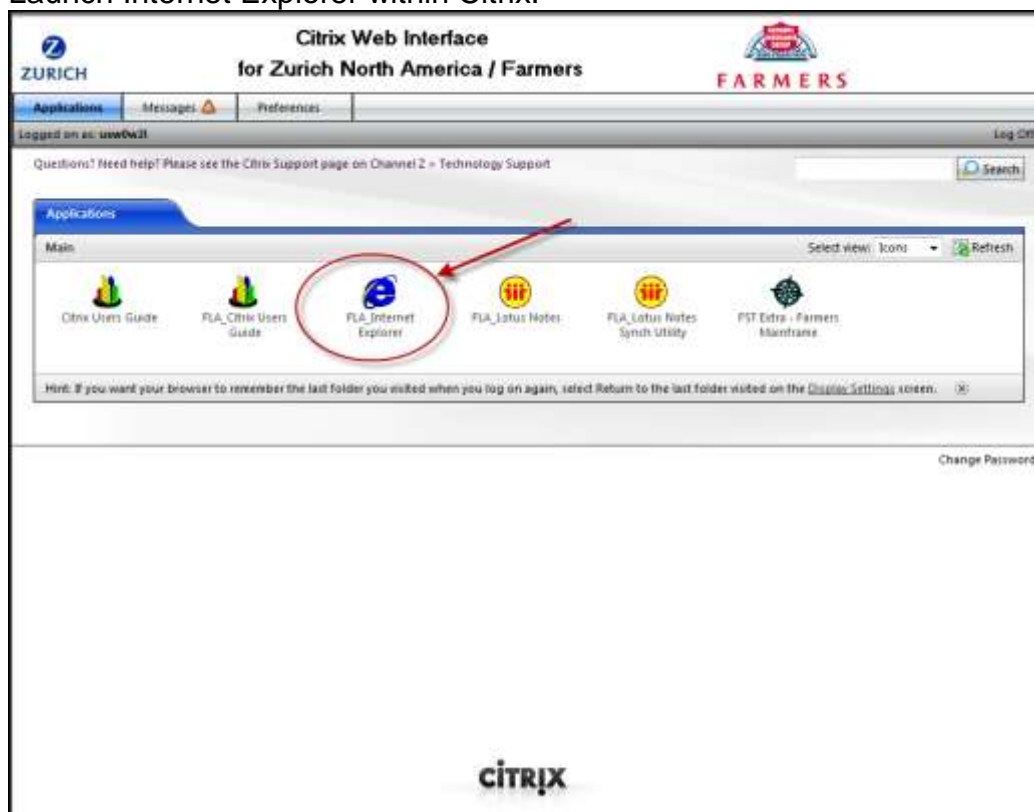 Launch Internet Explorer within Citrix.
ZURICH
Citrix Web Interface
for Zurich North America / Farmers
FARMERS
Applications Messages Preferences
Logged on as: Log Off
Questions? Need help? Please see the Citrix Support page on Channel Z > Technology Support
Search
Applications
Main Select view: Icons Refresh
Citrix Users Guide
FLA_Citrix Users Guide
FLA_Internet Explorer
FLA_Lotus Notes
FLA_Lotus Notes Synch Utility
FST Extra - Farmers Mainframe
Hint: If you want your browser to remember the last folder you visited when you log on again, select Return to the last folder visited on the Display Settings screen.
Change Password
CITRIX